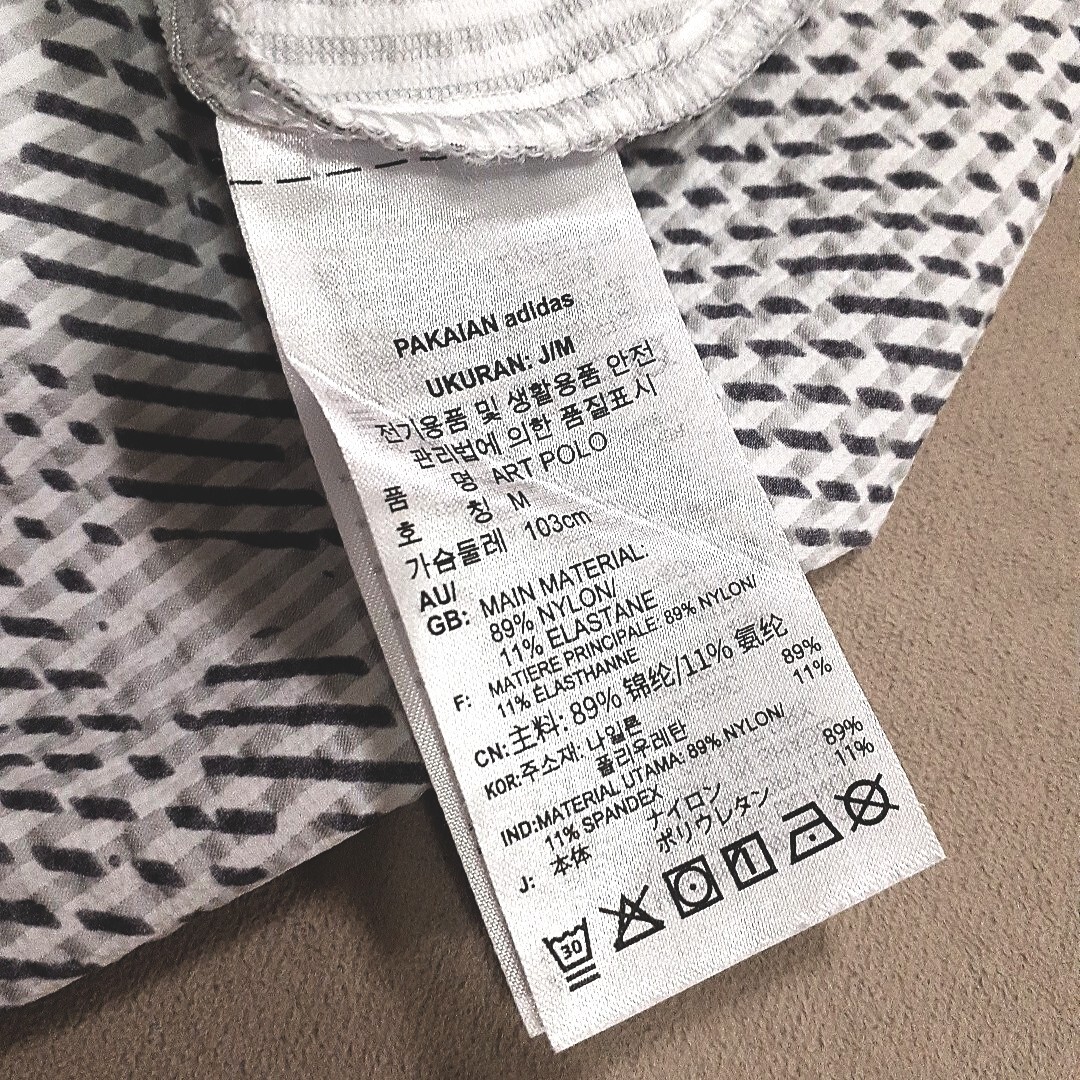 PAKAIAN adidas
UKURAN: J/M
전기용품 및 생활용품 안전
관리법에 의한 품질표시
품 명 ART POLO
호 칭 M
가슴둘레 103cm
AU/
GB: MAIN MATERIAL:
89% NYLON/
11% ELASTANE
F: MATIERE PRINCIPALE: 89% NYLON/
11% ÉLASTHANNE
CN: 主料: 89% 锦纶/11% 氨纶
KOR: 주소재: 나일론 89%
폴리우레탄 11%
IND: MATERIAL UTAMA: 89% NYLON/
11% SPANDEX
J: 本体 ナイロン 89%
ポリウレタン 11%
30